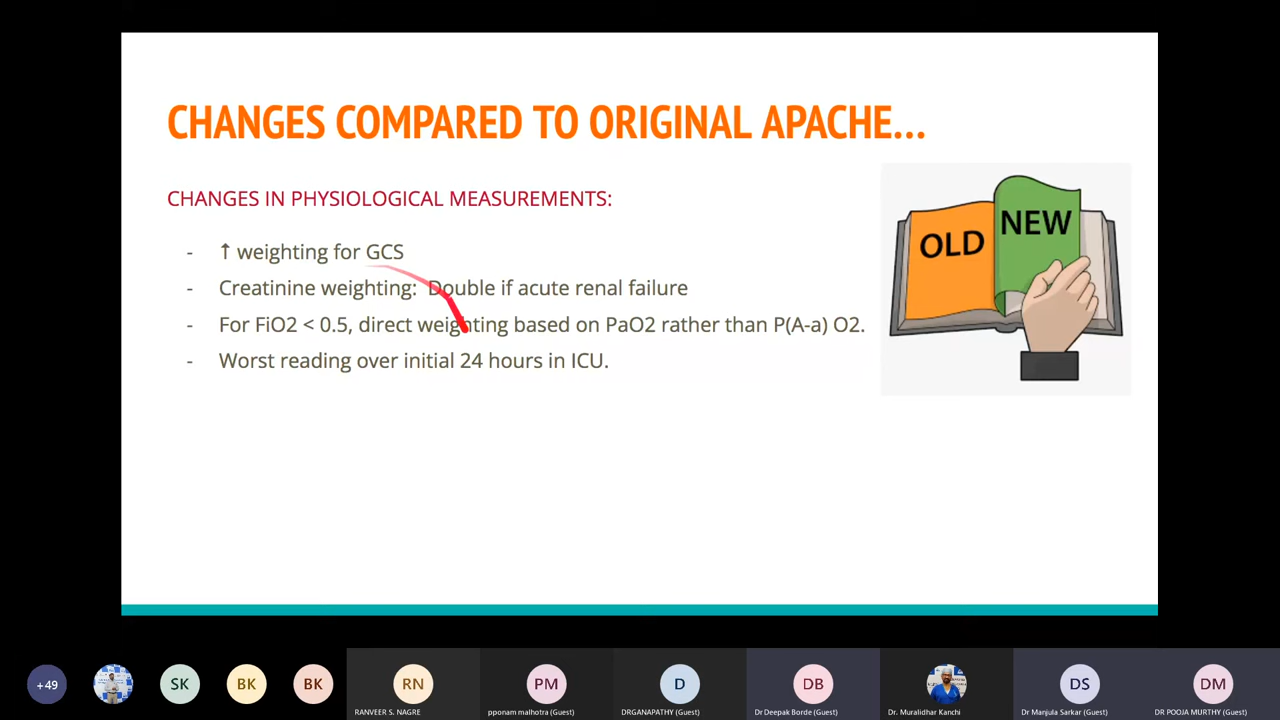 CHANGES COMPARED TO ORIGINAL APACHE...
CHANGES IN PHYSIOLOGICAL MEASUREMENTS:
- ↑ weighting for GCS
- Creatinine weighting: Double if acute renal failure
- For FiO2 < 0.5, direct weighting based on PaO2 rather than P(A-a) O2.
- Worst reading over initial 24 hours in ICU.
OLD
NEW
+49
SK
BK
BK
RN
PM
D
DB
DS
DM
RANVEER S. NAGRE
pponam malhotra (Guest)
DRGANAPATHY (Guest)
Dr Deepak Borde (Guest)
Dr. Muralidhar Kanchi
Dr Manjula Sarkar (Guest)
DR POOJA MURTHY (Guest)